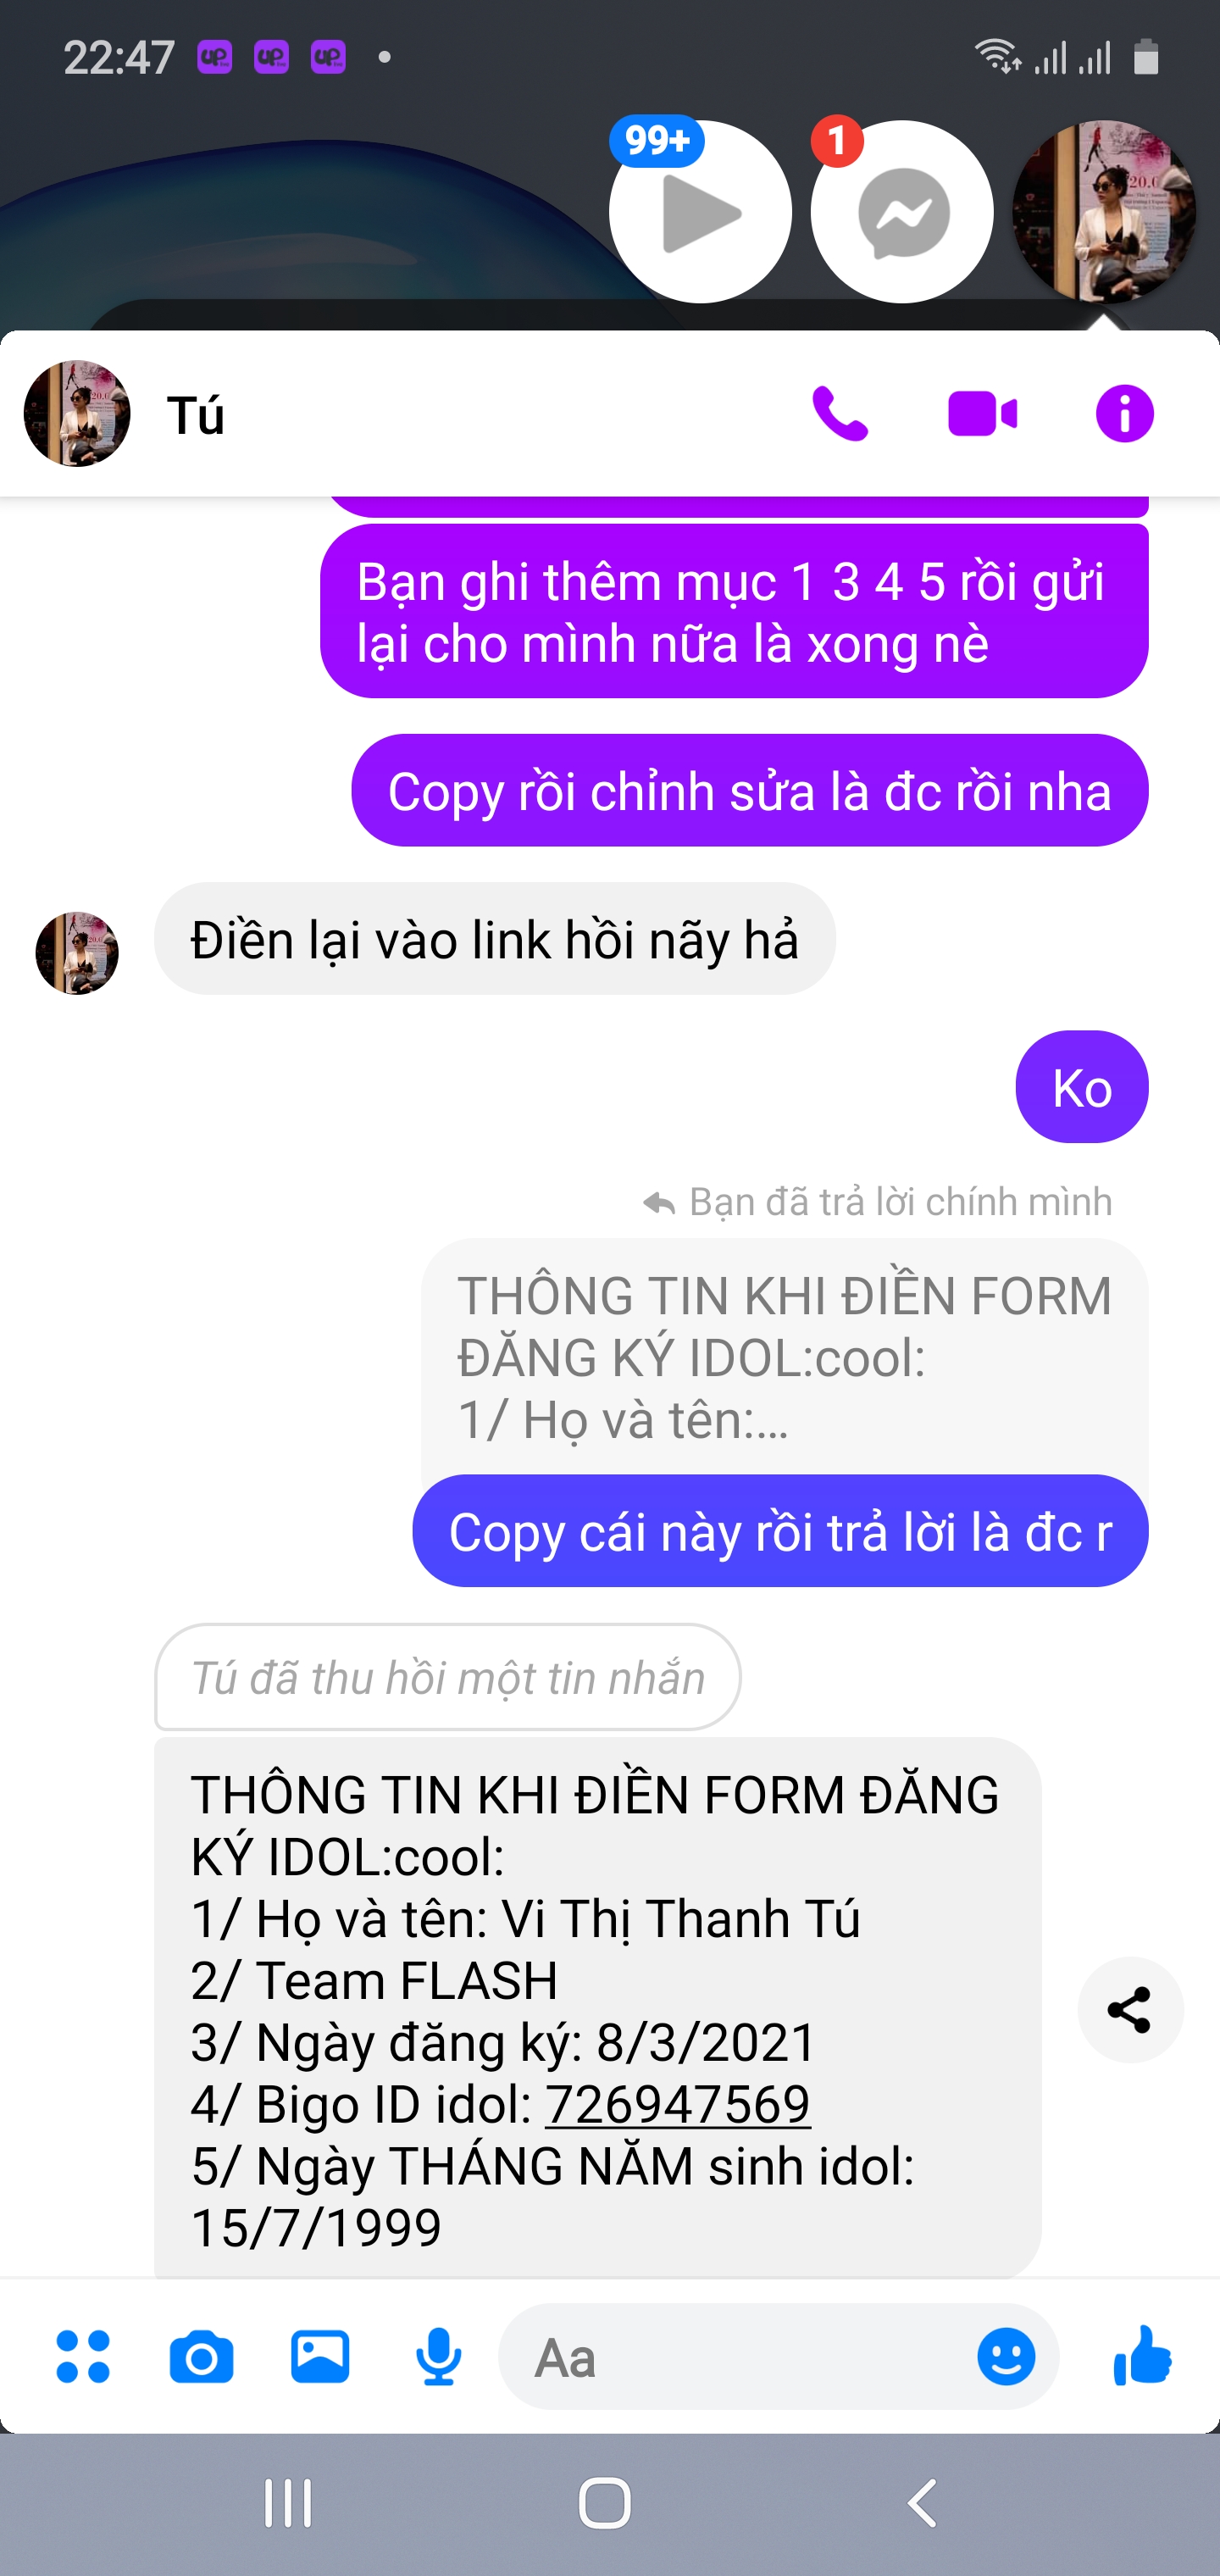 22:47
99+
1
Tú
Bạn ghi thêm mục 1 3 4 5 rồi gửi
lại cho mình nữa là xong nè
Copy rồi chỉnh sửa là đc rồi nha
Điền lại vào link hồi nãy hả
Ko
Bạn đã trả lời chính mình
THÔNG TIN KHI ĐIỀN FORM
ĐĂNG KÝ IDOL:cool:
1/ Họ và tên:...
Copy cái này rồi trả lời là đc r
Tú đã thu hồi một tin nhắn
THÔNG TIN KHI ĐIỀN FORM ĐĂNG
KÝ IDOL:cool:
1/ Họ và tên: Vi Thị Thanh Tú
2/ Team FLASH
3/ Ngày đăng ký: 8/3/2021
4/ Bigo ID idol: 726947569
5/ Ngày THÁNG NĂM sinh idol:
15/7/1999
Aa